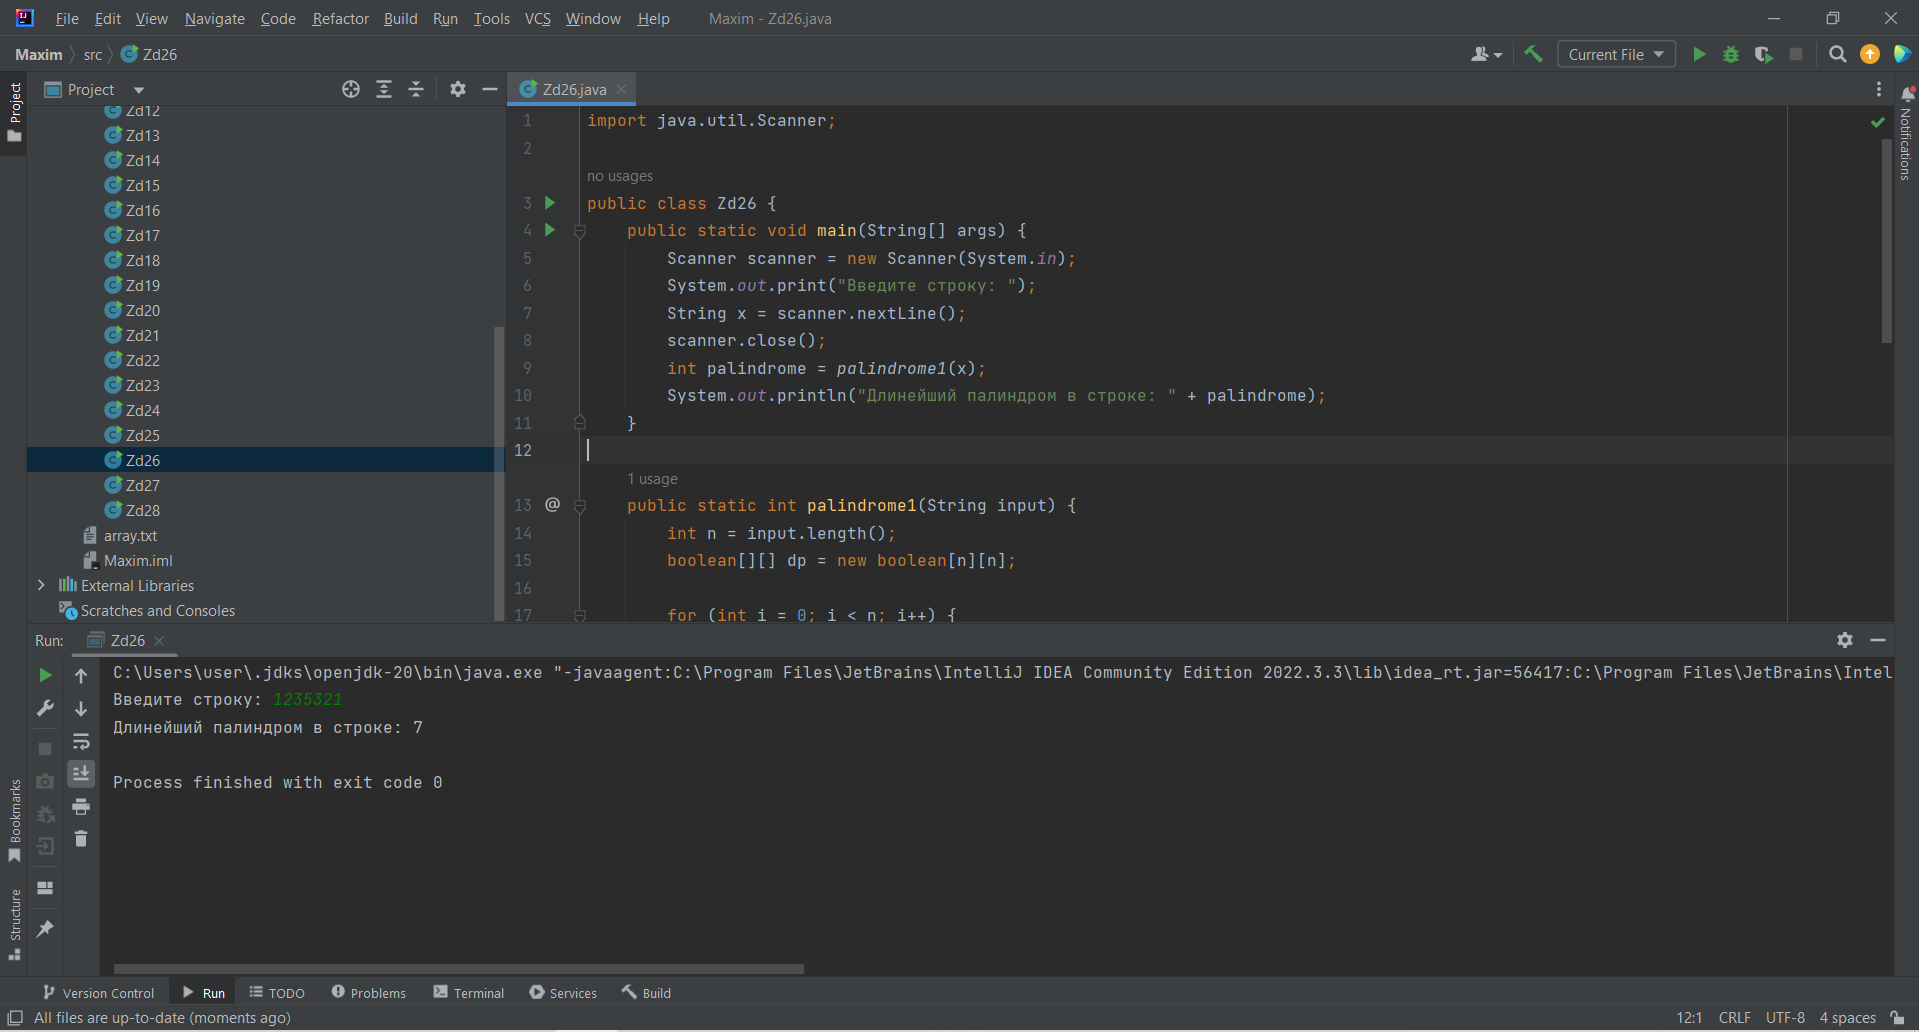 File Edit View Navigate Code Refactor Build Run Tools VCS Window Help Maxim - Zd26.java
Maxim src Zd26 Current File
Project
Project
Zd12
Zd13
Zd14
Zd15
Zd16
Zd17
Zd18
Zd19
Zd20
Zd21
Zd22
Zd23
Zd24
Zd25
Zd26
Zd27
Zd28
array.txt
Maxim.iml
External Libraries
Scratches and Consoles
Zd26.java
1 import java.util.Scanner;
2
no usages
3 public class Zd26 {
4 public static void main(String[] args) {
5 Scanner scanner = new Scanner(System.in);
6 System.out.print("Введите строку: ");
7 String x = scanner.nextLine();
8 scanner.close();
9 int palindrome = palindrome1(x);
10 System.out.println("Длинейший палиндром в строке: " + palindrome);
11 }
12
1 usage
13 @ public static int palindrome1(String input) {
14 int n = input.length();
15 boolean[][] dp = new boolean[n][n];
16
17 for (int i = 0; i < n; i++) {
Notifications
Run: Zd26
C:\Users\user\.jdks\openjdk-20\bin\java.exe "-javaagent:C:\Program Files\JetBrains\IntelliJ IDEA Community Edition 2022.3.3\lib\idea_rt.jar=56417:C:\Program Files\JetBrains\Intel
Введите строку: 1235321
Длинейший палиндром в строке: 7
Process finished with exit code 0
Bookmarks
Structure
Version Control Run TODO Problems Terminal Services Build
All files are up-to-date (moments ago) 12:1 CRLF UTF-8 4 spaces